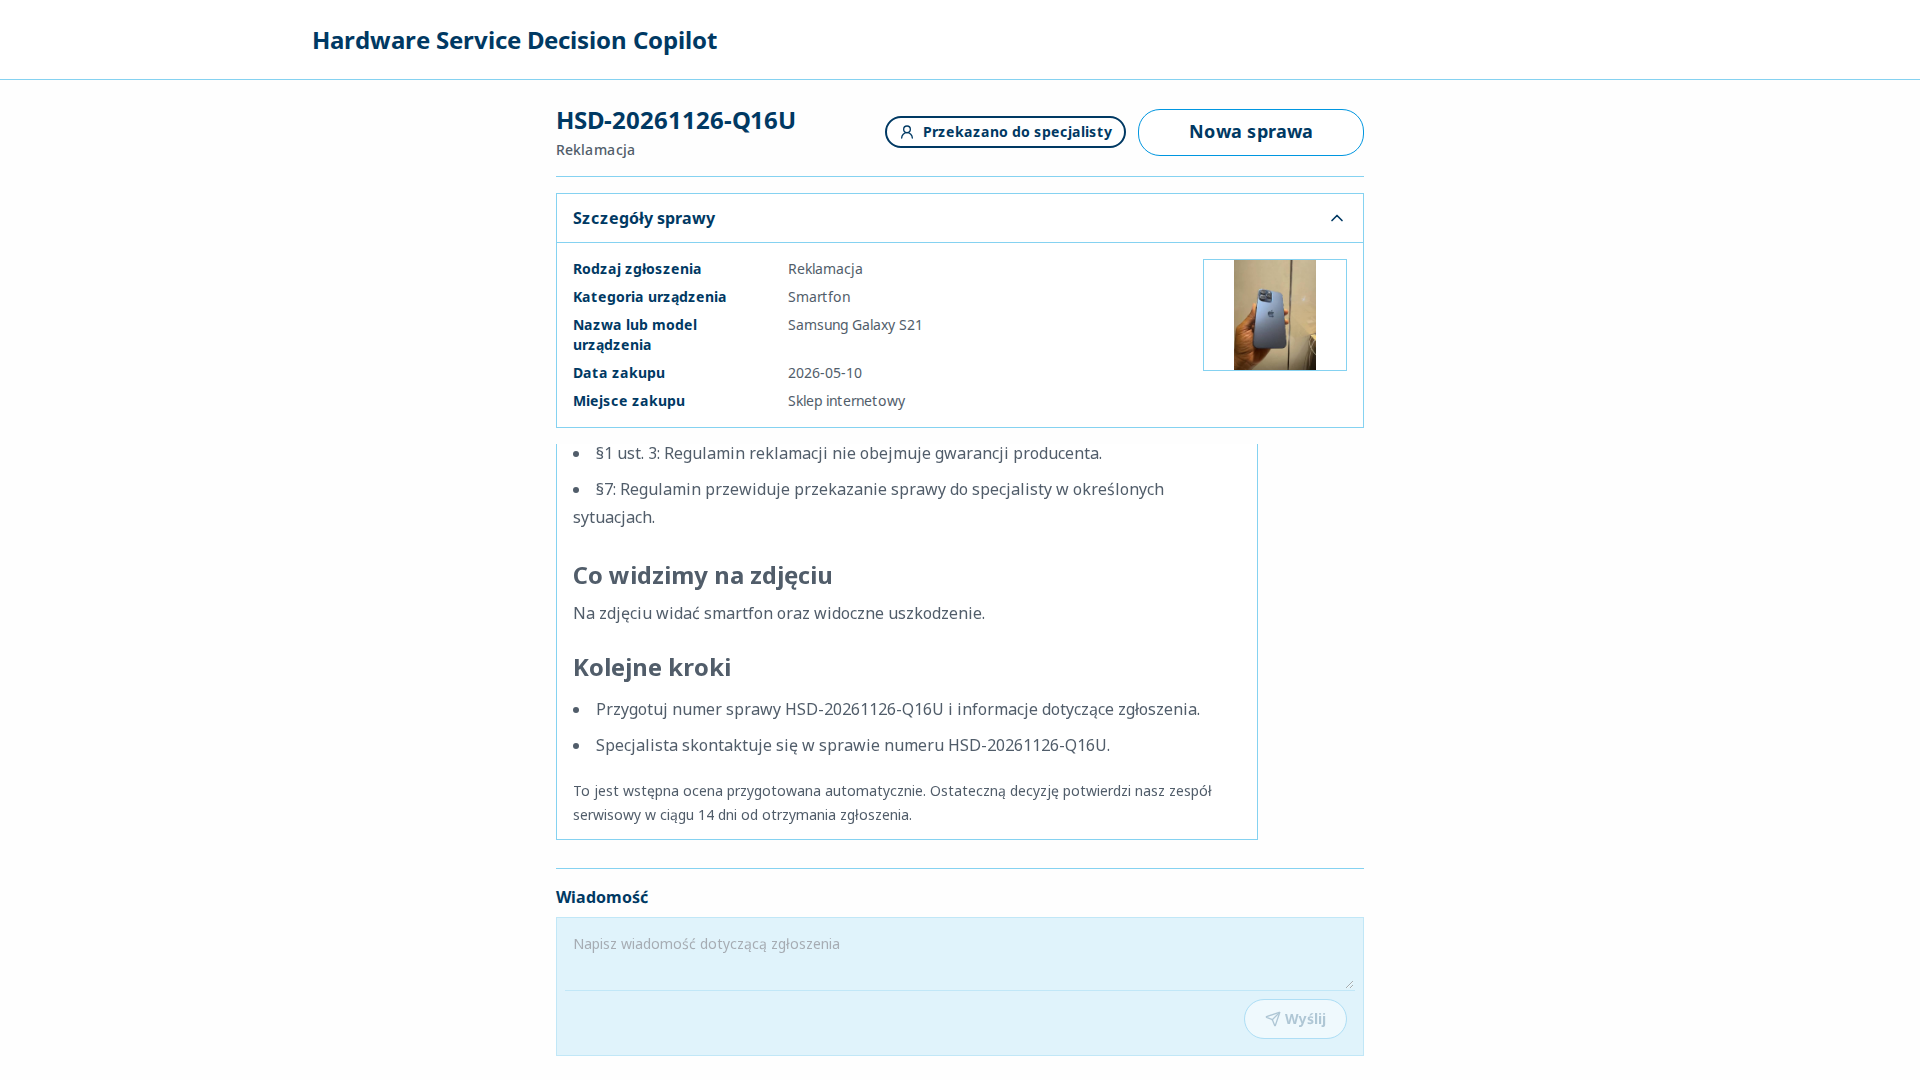 Hardware Service Decision Copilot
HSD-20261126-Q16U
Reklamacja
Przekazano do specjalisty
Nowa sprawa
Szczegóły sprawy
Rodzaj zgłoszenia
Reklamacja
Kategoria urządzenia
Smartfon
Nazwa lub model
urządzenia
Samsung Galaxy S21
Data zakupu
2026-05-10
Miejsce zakupu
Sklep internetowy
• §1 ust. 3: Regulamin reklamacji nie obejmuje gwarancji producenta.
• §7: Regulamin przewiduje przekazanie sprawy do specjalisty w określonych
sytuacjach.
Co widzimy na zdjęciu
Na zdjęciu widać smartfon oraz widoczne uszkodzenie.
Kolejne kroki
• Przygotuj numer sprawy HSD-20261126-Q16U i informacje dotyczące zgłoszenia.
• Specjalista skontaktuje się w sprawie numeru HSD-20261126-Q16U.
To jest wstępna ocena przygotowana automatycznie. Ostateczną decyzję potwierdzi nasz zespół
serwisowy w ciągu 14 dni od otrzymania zgłoszenia.
Wiadomość
Napisz wiadomość dotyczącą zgłoszenia
Wyślij